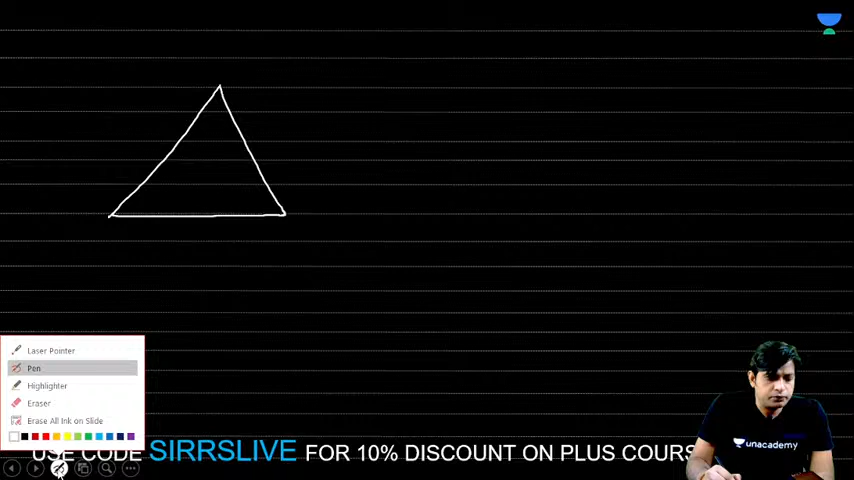 Laser Pointer
Pen
Highlighter
Eraser
Erase All Ink on Slide
USE CODE SIRRSLIVE FOR 10% DISCOUNT ON PLUS COURS
unacademy